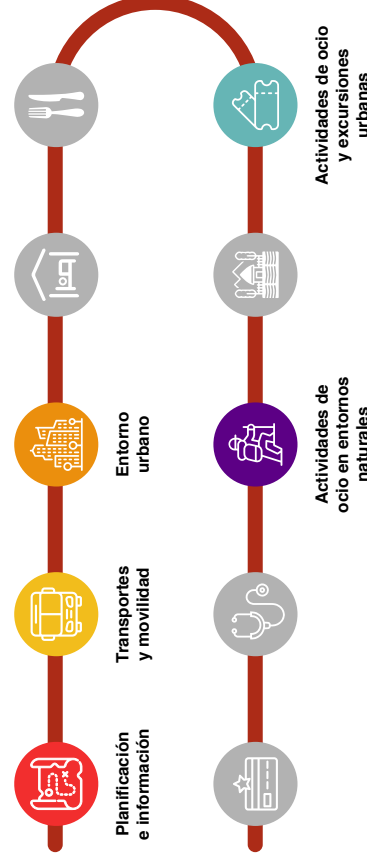 Planificación
e información
Transportes
y movilidad
Entorno
urbano
Actividades de ocio
y excursiones
urbanas
Actividades de
ocio en entornos
naturales